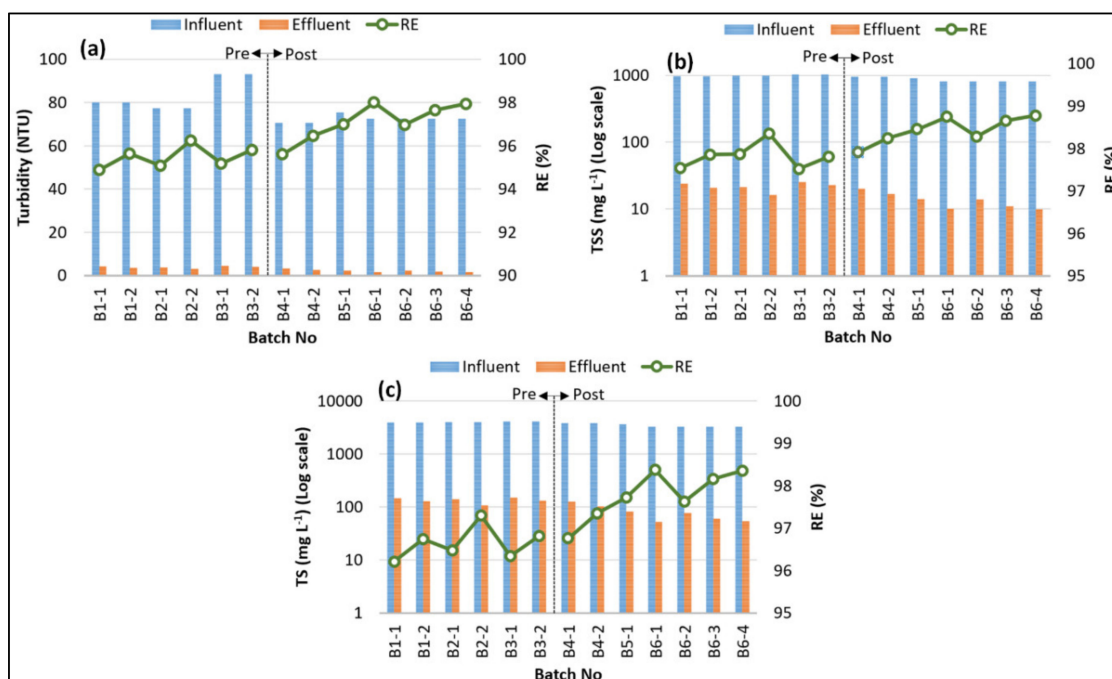 Influent Effluent RE
(a)
Pre Post
Turbidity (NTU)
100
80
60
40
20
0
RE (%)
100
98
96
94
92
90
B1-1 B1-2 B2-1 B2-2 B3-1 B3-2 B4-1 B4-2 B5-1 B6-1 B6-2 B6-3 B6-4
Batch No
Influent Effluent RE
(b)
Pre Post
TSS (mg L-1) (Log scale)
1000
100
10
1
RE (%)
100
99
98
97
96
95
B1-1 B1-2 B2-1 B2-2 B3-1 B3-2 B4-1 B4-2 B5-1 B6-1 B6-2 B6-3 B6-4
Batch No
Influent Effluent RE
(c)
Pre Post
TS (mg L-1) (Log scale)
10000
1000
100
10
1
RE (%)
100
99
98
97
96
95
B1-1 B1-2 B2-1 B2-2 B3-1 B3-2 B4-1 B4-2 B5-1 B6-1 B6-2 B6-3 B6-4
Batch No